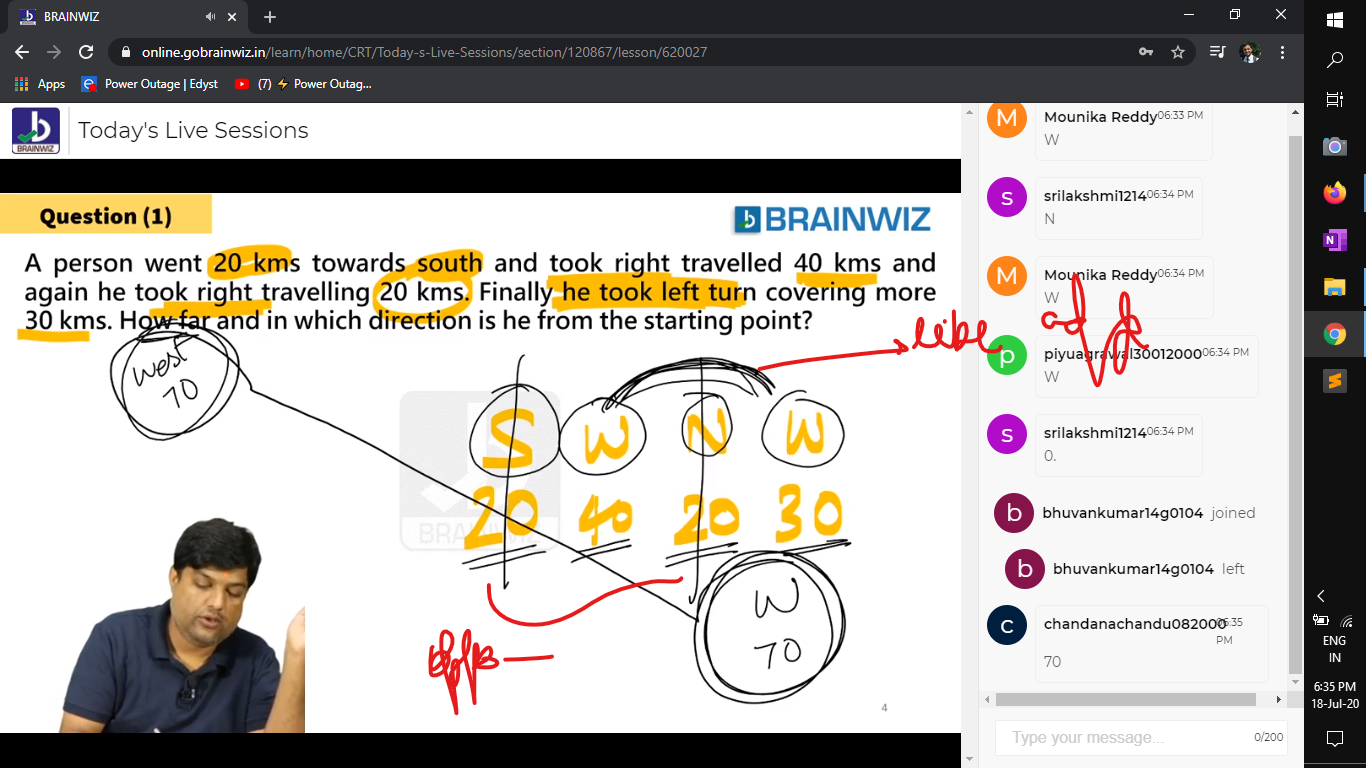 BRAINWIZ
online.gobrainwiz.in/learn/home/CRT/Today-s-Live-Sessions/section/120867/lesson/620027
Apps
Power Outage | Edyst
(7) ⚡ Power Outag...
BRAINWIZ
Today's Live Sessions
Question (1)
BRAINWIZ
A person went 20 kms towards south and took right travelled 40 kms and
again he took right travelling 20 kms. Finally he took left turn covering more
30 kms. How far and in which direction is he from the starting point?
West
70
like add
S W N W
20 40 20 30
BRAINWIZ
W
70
4
M
Mounika Reddy 06:33 PM
W
s
srilakshmi1214 06:34 PM
N
M
Mounika Reddy 06:34 PM
W
p
piyuagrawal30012000 06:34 PM
W
s
srilakshmi1214 06:34 PM
0.
b
bhuvankumar14g0104 joined
b
bhuvankumar14g0104 left
c
chandanachandu082000 06:35 PM
70
Type your message...
0/200
ENG
IN
6:35 PM
18-Jul-20